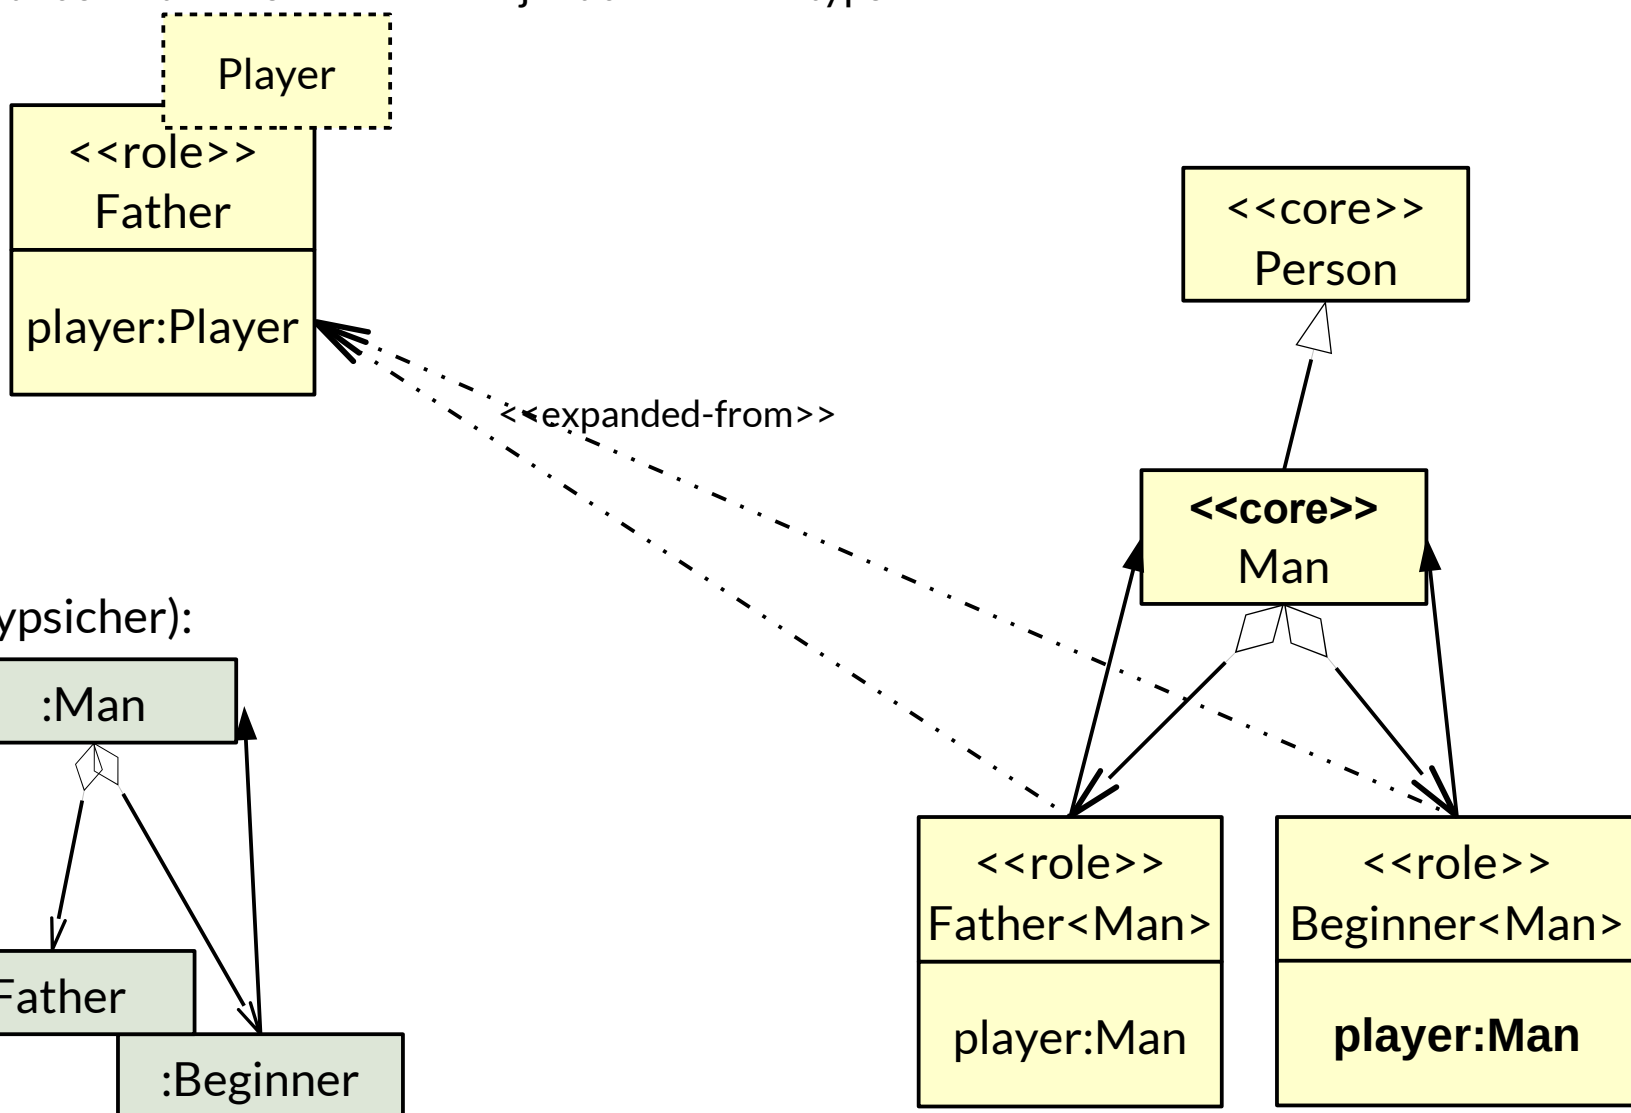 Player
<<role>>
Father
player:Player
<<core>>
Person
<<expanded-from>>
<<core>>
Man
ypsicher):
:Man
Father
:Beginner
<<role>>
Father<Man>
player:Man
<<role>>
Beginner<Man>
player:Man